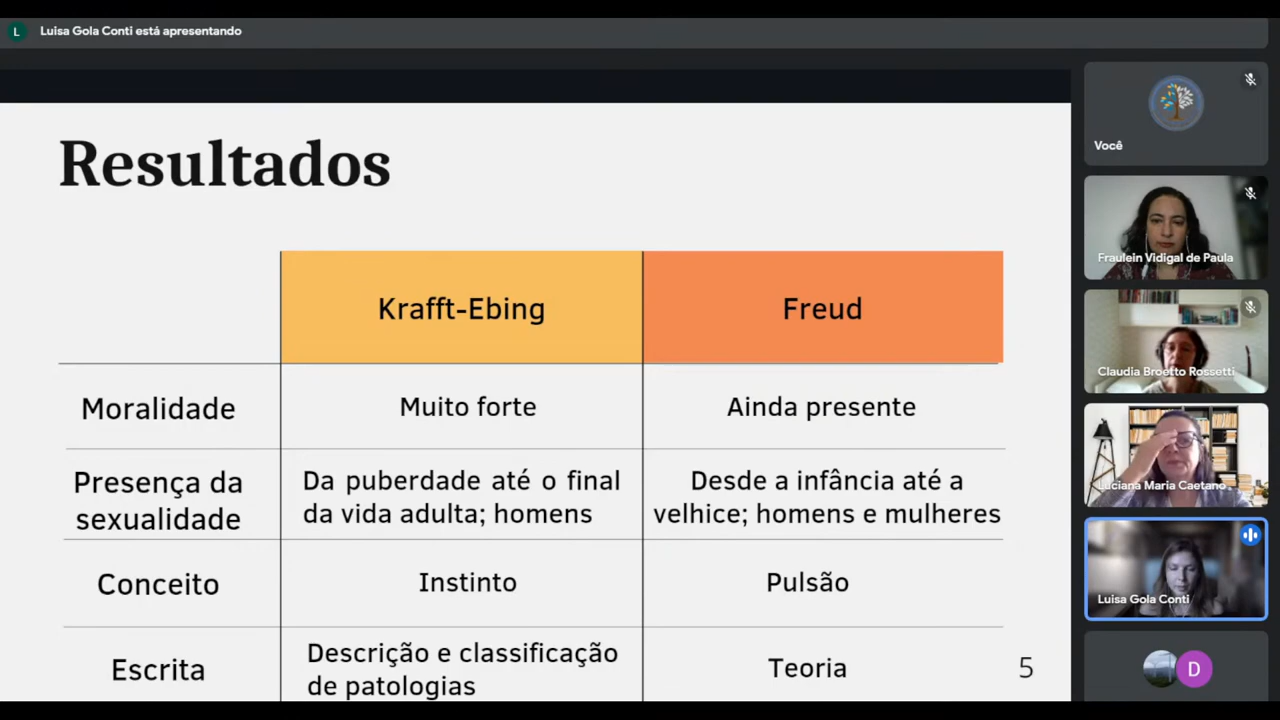 L Luisa Gola Conti está apresentando
Resultados
Krafft-Ebing Freud
Moralidade Muito forte Ainda presente
Presença da Da puberdade até o final Desde a infância até a
sexualidade da vida adulta; homens velhice; homens e mulheres
Conceito Instinto Pulsão
Escrita Descrição e classificação Teoria
de patologias
5
Você
Fraulein Vidigal de Paula
Claudia Broetto Rossetti
Luciana Maria Caetano
Luisa Gola Conti
D